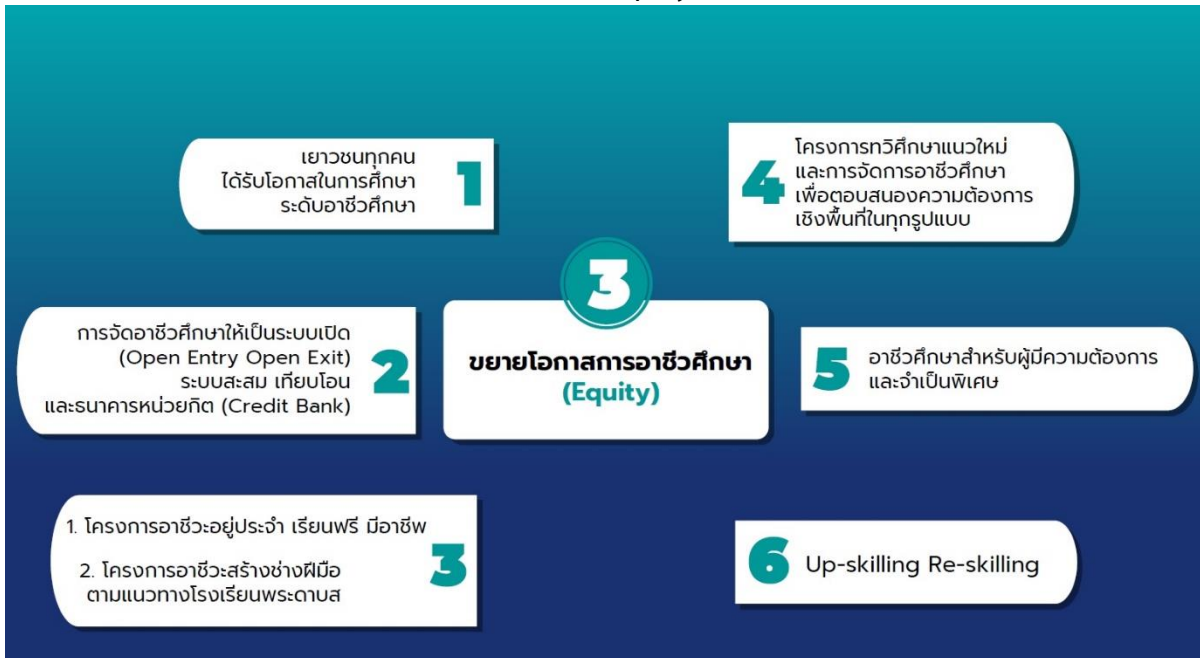 3
ขยายโอกาสการอาชีวศึกษา
(Equity)
เยาวชนทุกคน
ได้รับโอกาสในการศึกษา
ระดับอาชีวศึกษา
1
การจัดอาชีวศึกษาให้เป็นระบบเปิด
(Open Entry Open Exit)
ระบบสะสม เทียบโอน
และธนาคารหน่วยกิต (Credit Bank)
2
1. โครงการอาชีวะอยู่ประจำ เรียนฟรี มีอาชีพ
2. โครงการอาชีวะสร้างช่างฝีมือ
ตามแนวทางโรงเรียนพระดาบส
3
4
โครงการทวิศึกษาแนวใหม่
และการจัดการอาชีวศึกษา
เพื่อตอบสนองความต้องการ
เชิงพื้นที่ในทุกรูปแบบ
5
อาชีวศึกษาสำหรับผู้มีความต้องการ
และจำเป็นพิเศษ
6
Up-skilling Re-skilling